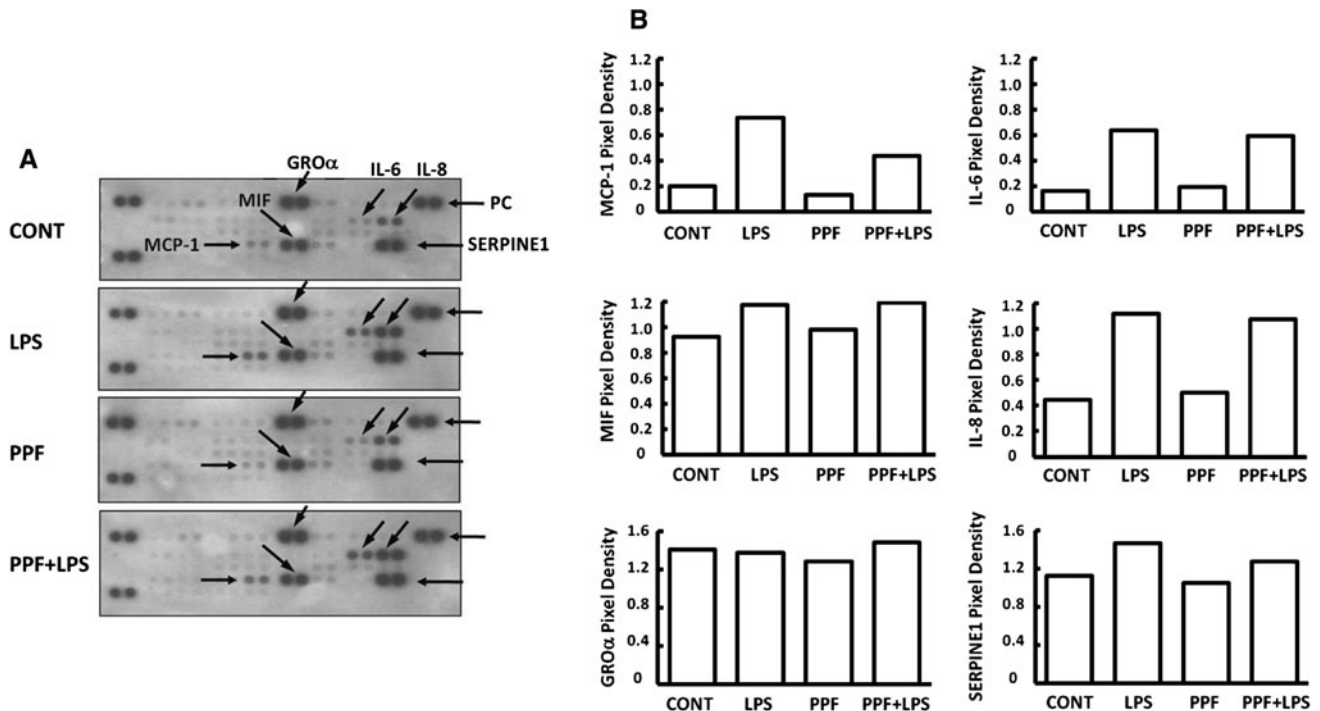 A
GROα IL-6 IL-8
MIF PC
CONT
MCP-1 SERPINE1
LPS
PPF
PPF+LPS
B
MCP-1 Pixel Density
1.2
1.0
0.8
0.6
0.4
0.2
0
CONT LPS PPF PPF+LPS
IL-6 Pixel Density
1.2
1.0
0.8
0.6
0.4
0.2
0
CONT LPS PPF PPF+LPS
MIF Pixel Density
1.2
1.0
0.8
0.6
0.4
0.2
0
CONT LPS PPF PPF+LPS
IL-8 Pixel Density
1.2
1.0
0.8
0.6
0.4
0.2
0
CONT LPS PPF PPF+LPS
GROα Pixel Density
1.6
1.2
0.8
0.4
0
CONT LPS PPF PPF+LPS
SERPINE1 Pixel Density
1.6
1.2
0.8
0.4
0
CONT LPS PPF PPF+LPS